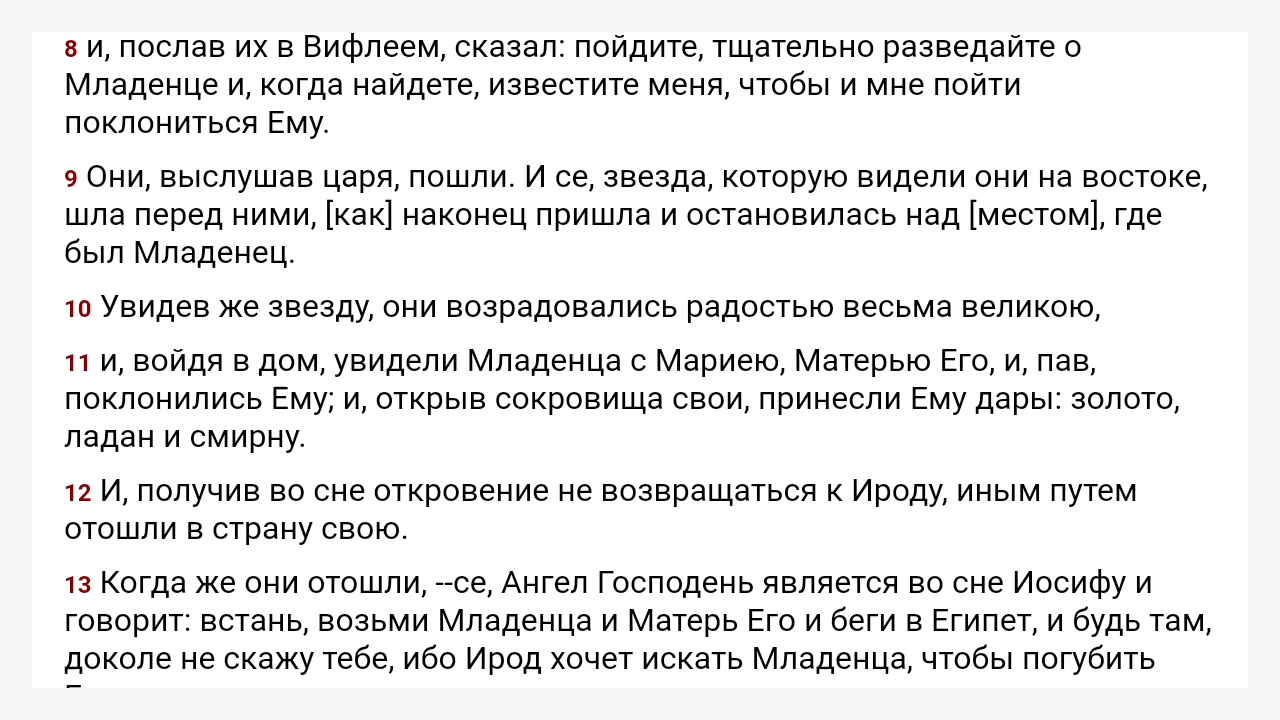 8 и, послав их в Вифлеем, сказал: пойдите, тщательно разведайте о
Младенце и, когда найдете, известите меня, чтобы и мне пойти
поклониться Ему.
9 Они, выслушав царя, пошли. И се, звезда, которую видели они на востоке,
шла перед ними, [как] наконец пришла и остановилась над [местом], где
был Младенец.
10 Увидев же звезду, они возрадовались радостью весьма великою,
11 и, войдя в дом, увидели Младенца с Мариею, Матерью Его, и, пав,
поклонились Ему; и, открыв сокровища свои, принесли Ему дары: золото,
ладан и смирну.
12 И, получив во сне откровение не возвращаться к Ироду, иным путем
отошли в страну свою.
13 Когда же они отошли, --се, Ангел Господень является во сне Иосифу и
говорит: встань, возьми Младенца и Матерь Его и беги в Египет, и будь там,
доколе не скажу тебе, ибо Ирод хочет искать Младенца, чтобы погубить